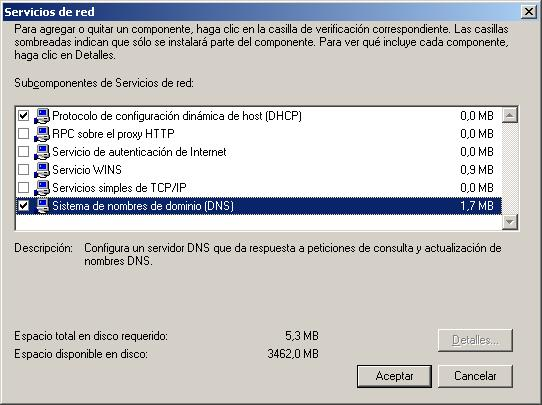 Servicios de red
Para agregar o quitar un componente, haga clic en la casilla de verificación correspondiente. Las casillas
sombreadas indican que sólo se instalará parte del componente. Para ver qué incluye cada componente,
haga clic en Detalles.
Subcomponentes de Servicios de red:
Protocolo de configuración dinámica de host (DHCP) 0,0 MB
RPC sobre el proxy HTTP 0,0 MB
Servicio de autenticación de Internet 0,0 MB
Servicio WINS 0,9 MB
Servicios simples de TCP/IP 0,0 MB
Sistema de nombres de dominio (DNS) 1,7 MB
Descripción: Configura un servidor DNS que da respuesta a peticiones de consulta y actualización de
nombres DNS.
Espacio total en disco requerido: 5,3 MB
Espacio disponible en disco: 3462,0 MB
Detalles...
Aceptar Cancelar